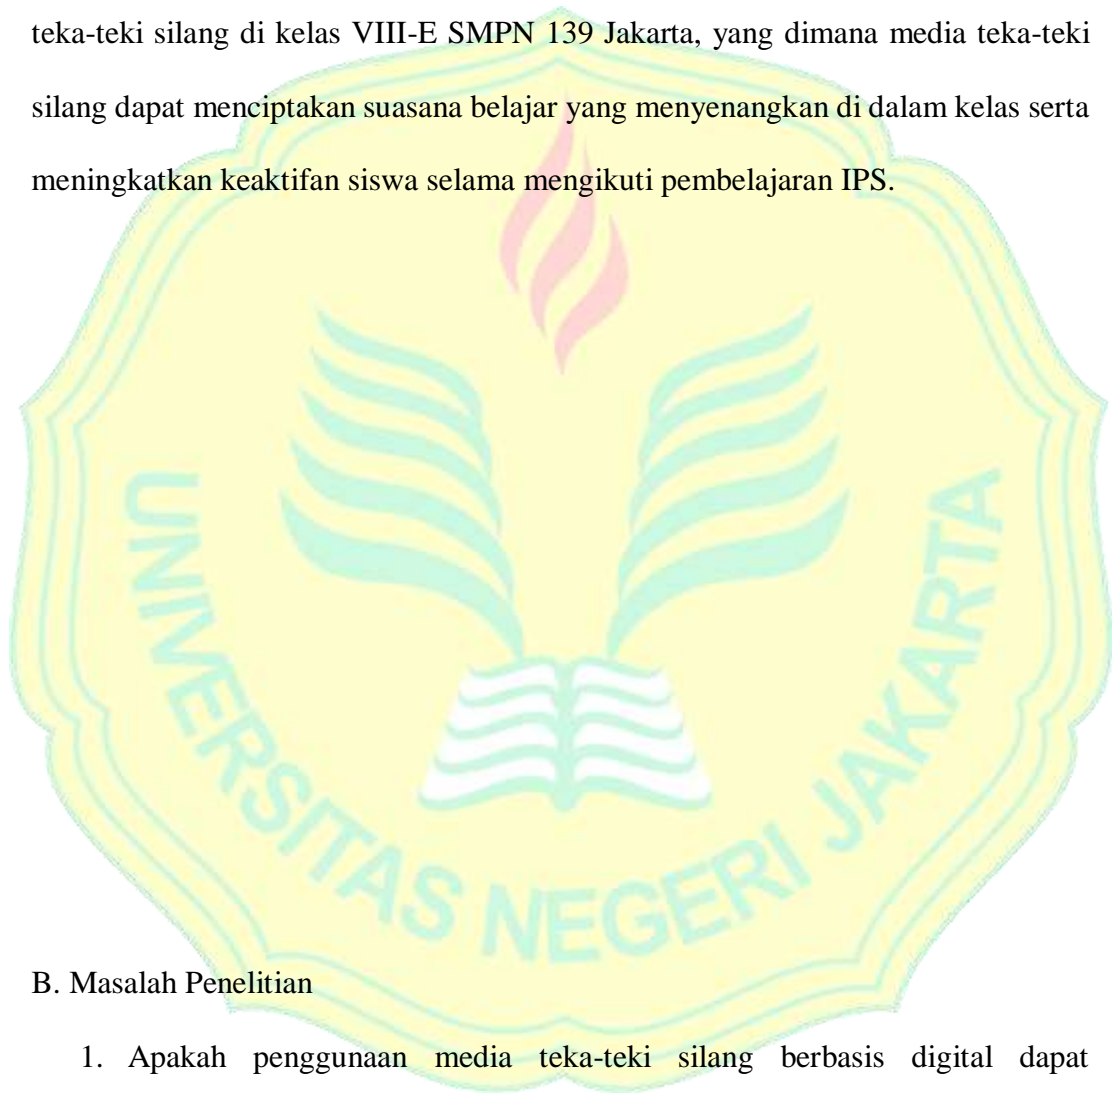 teka-teki silang di kelas VIII-E SMPN 139 Jakarta, yang dimana media teka-teki
silang dapat menciptakan suasana belajar yang menyenangkan di dalam kelas serta
meningkatkan keaktifan siswa selama mengikuti pembelajaran IPS.
UNIVERSITAS NEGERI JAKARTA
B. Masalah Penelitian
1. Apakah penggunaan media teka-teki silang berbasis digital dapat